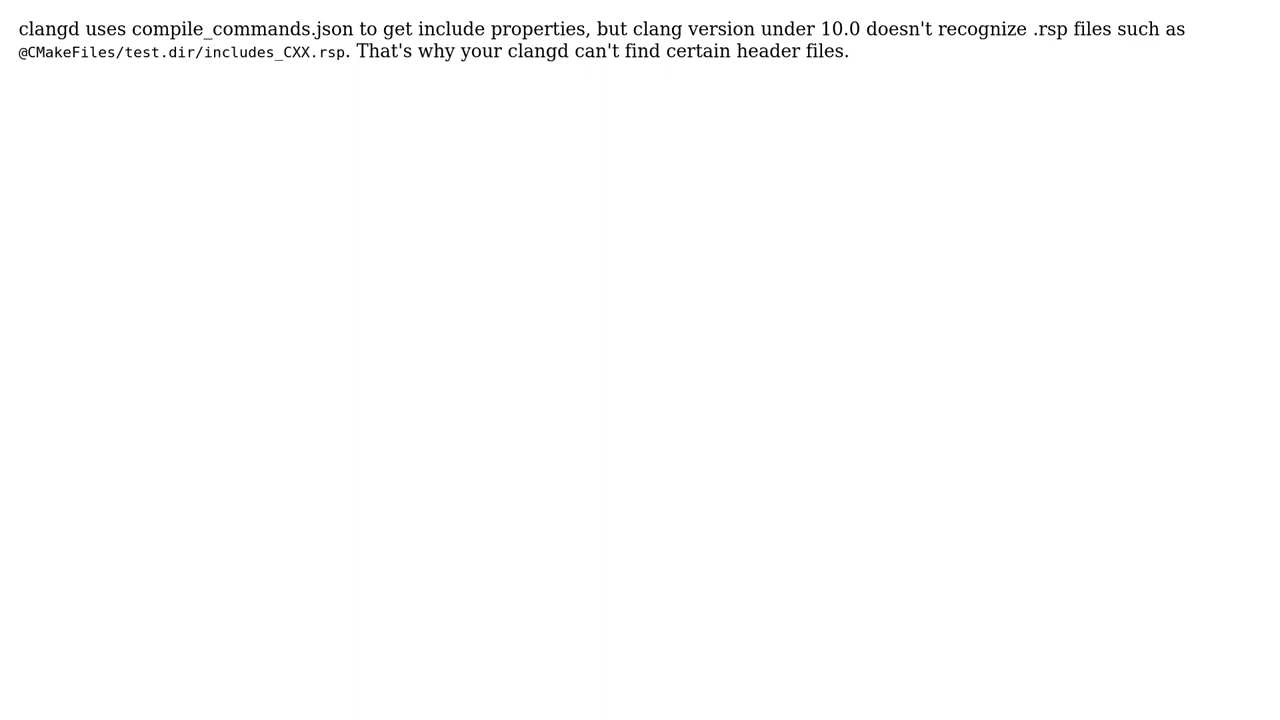 clangd uses compile_commands.json to get include properties, but clang version under 10.0 doesn't recognize .rsp files such as
@CMakeFiles/test.dir/includes_CXX.rsp. That's why your clangd can't find certain header files.